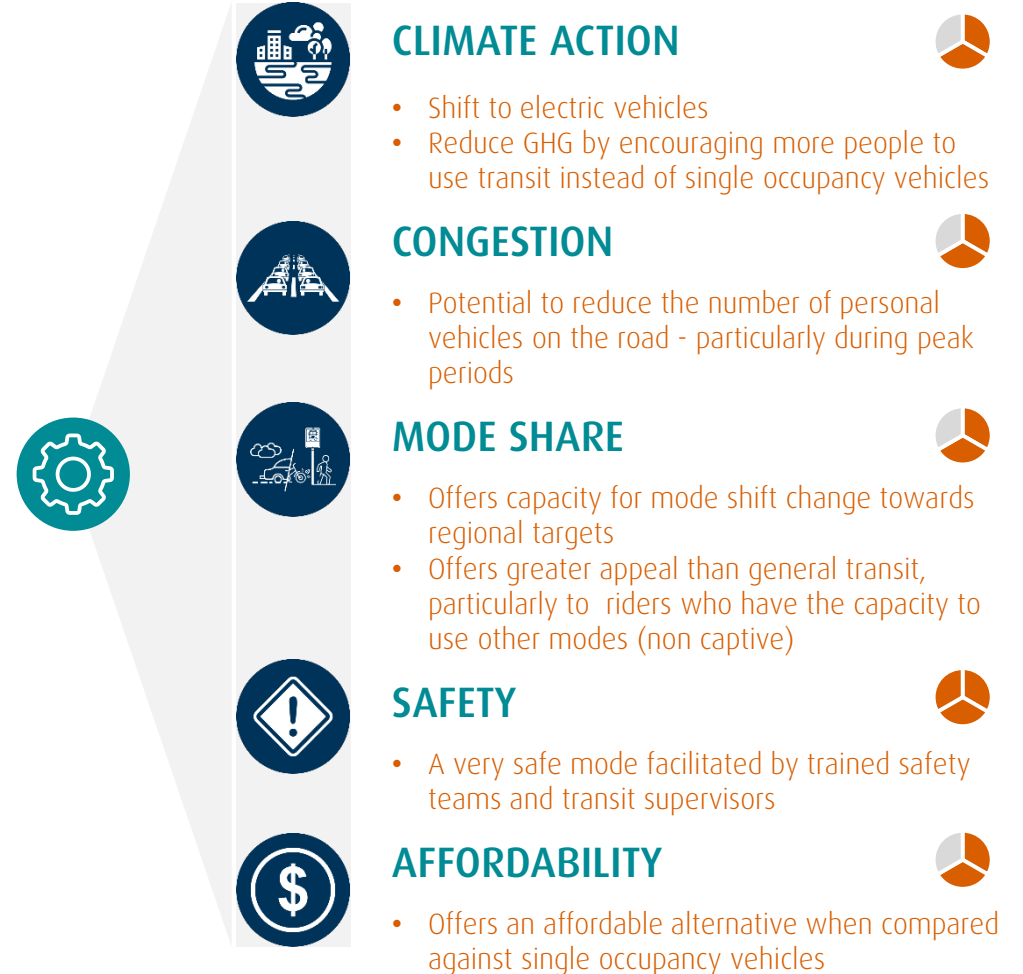 CLIMATE ACTION
• Shift to electric vehicles
• Reduce GHG by encouraging more people to
use transit instead of single occupancy vehicles
CONGESTION
• Potential to reduce the number of personal
vehicles on the road - particularly during peak
periods
MODE SHARE
• Offers capacity for mode shift change towards
regional targets
• Offers greater appeal than general transit,
particularly to riders who have the capacity to
use other modes (non captive)
SAFETY
• A very safe mode facilitated by trained safety
teams and transit supervisors
$
AFFORDABILITY
• Offers an affordable alternative when compared
against single occupancy vehicles